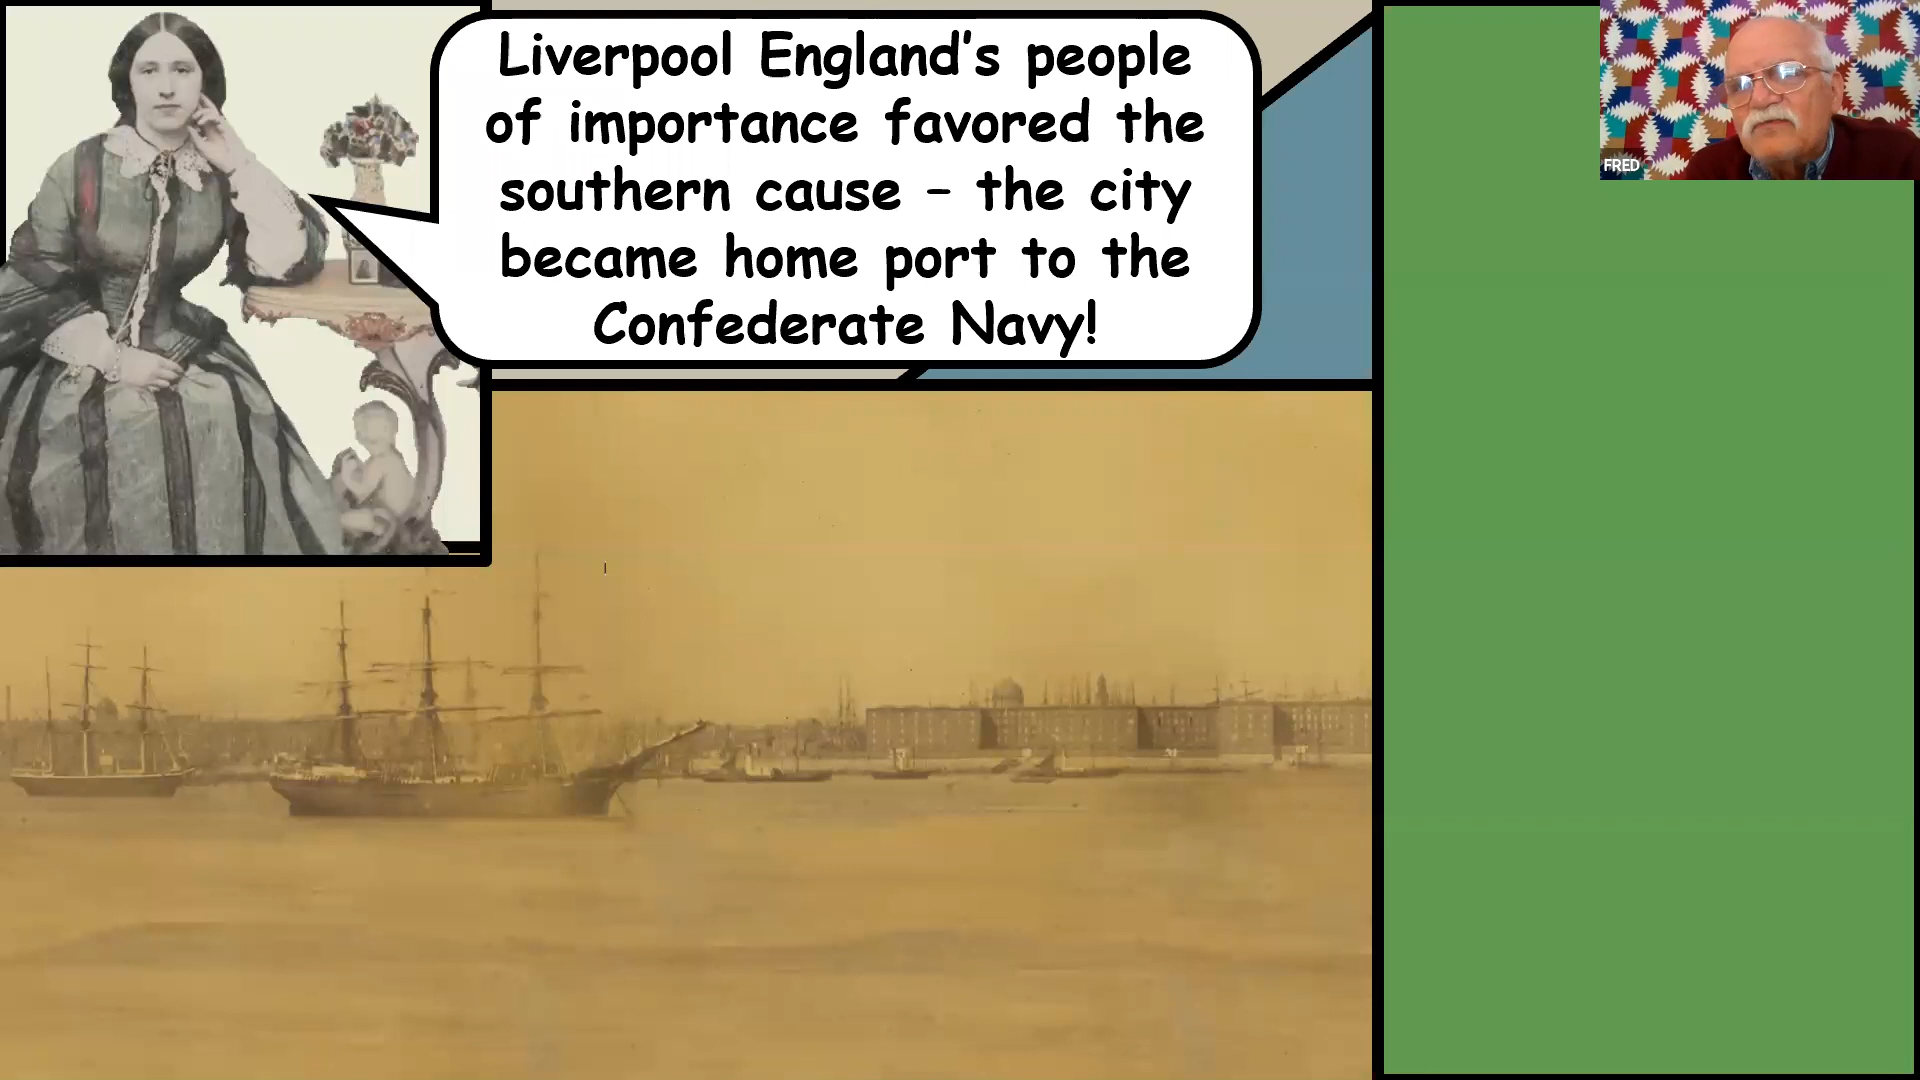 Liverpool England's people
of importance favored the
southern cause – the city
became home port to the
Confederate Navy!
FRED